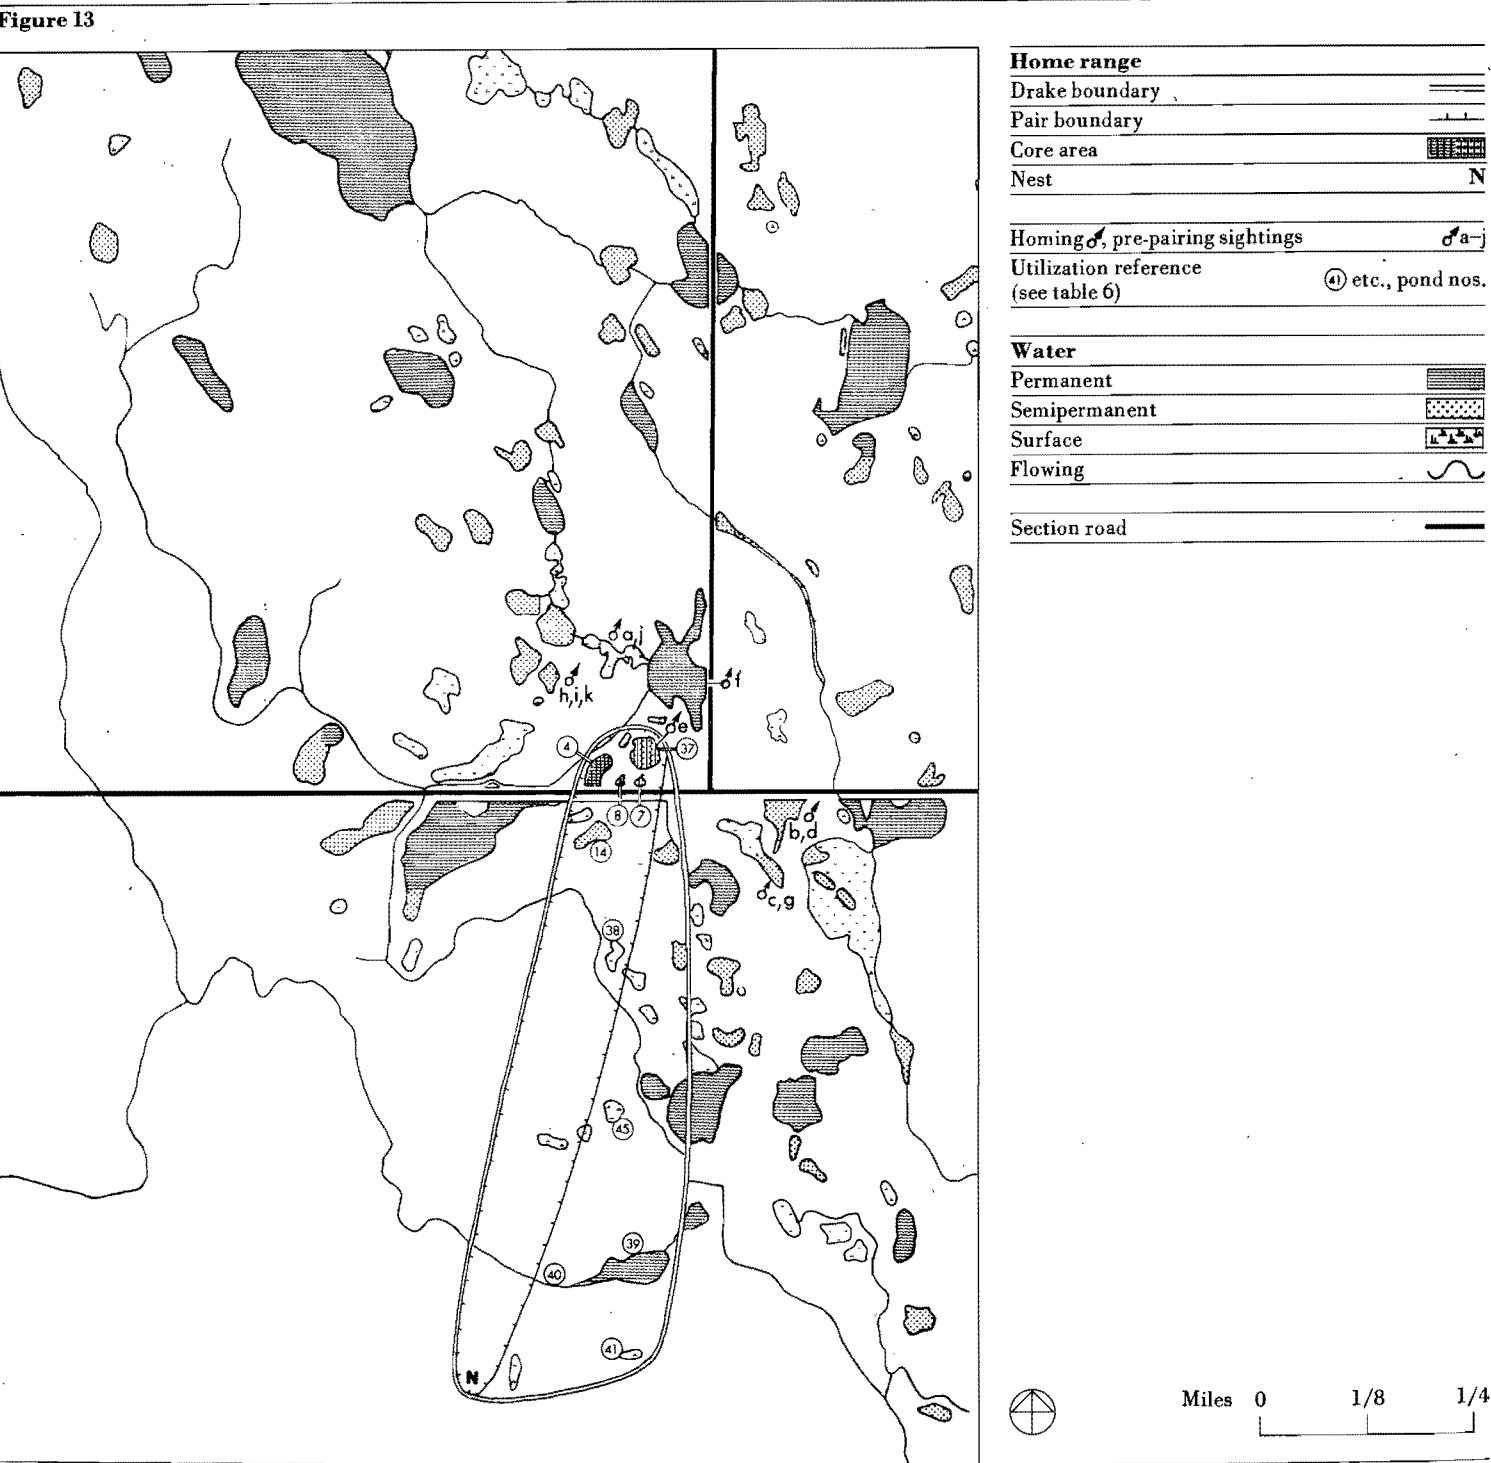 Figure 13
Home range
Drake boundary
Pair boundary
Core area
Nest N
Homing ♂, pre-pairing sightings ♂ a–j
Utilization reference
(see table 6) (41) etc., pond nos.
Water
Permanent
Semipermanent
Surface
Flowing
Section road
♂ a,j
♂ h,i,k
♂ f
♂ e
4
37
8
7
14
♂ b,d
♂ c,g
38
45
39
40
41
N
Miles 0 1/8 1/4